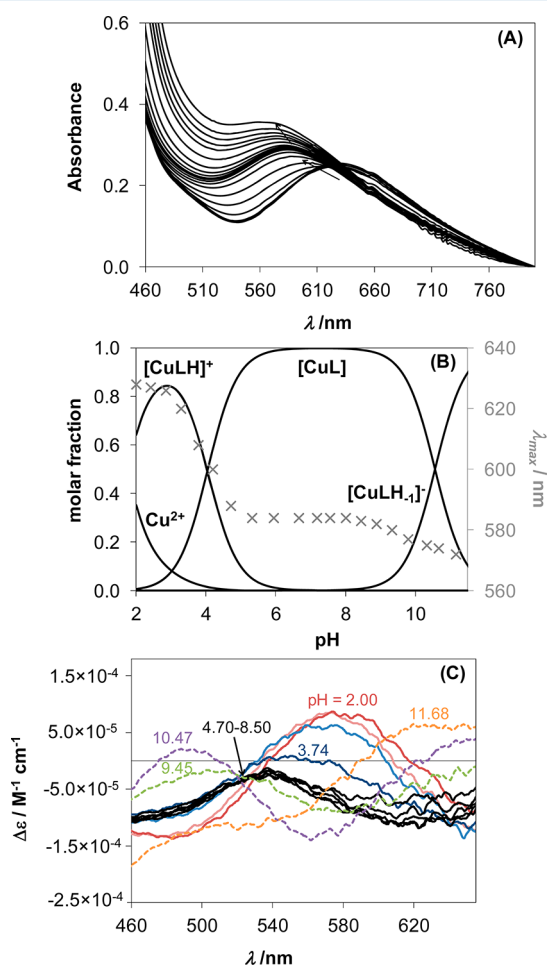 0.6
(A)
0.4
Absorbance
0.2
0.0
460 510 560 610 660 710 760
λ /nm
1.0 (B) 640
[CuLH]⁺ [CuL]
0.8 620
molar fraction
0.6 600
λmax / nm
[CuLH₋₁]⁻
0.4 580
Cu²⁺
0.2
0.0 560
2 4 6 8 10
pH
1.5×10⁻⁴ (C)
pH = 2.00
11.68
4.70-8.50
5.0×10⁻⁵ 10.47
3.74
9.45
-5.0×10⁻⁵
Δε / M⁻¹ cm⁻¹
-1.5×10⁻⁴
-2.5×10⁻⁴
460 500 540 580 620
λ /nm